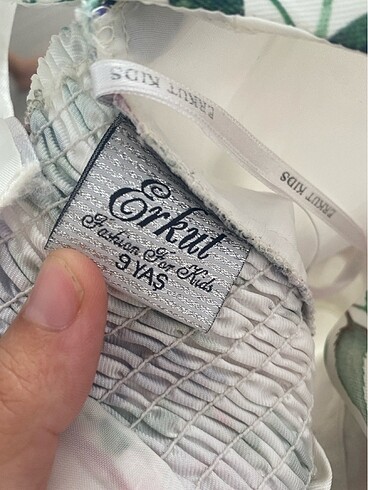 ERKUT KIDS
ERKUT KIDS
Erkut
Fashion For Kids
9 YAŞ